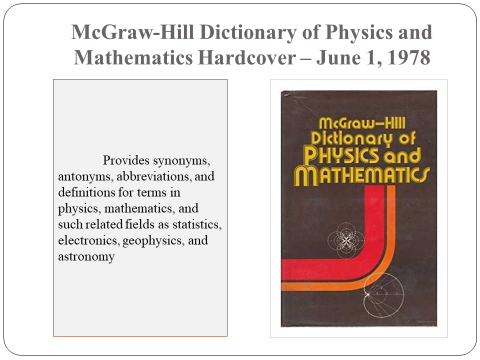 McGraw-Hill Dictionary of Physics and
Mathematics Hardcover – June 1, 1978
Provides synonyms,
antonyms, abbreviations, and
definitions for terms in
physics, mathematics, and
such related fields as statistics,
electronics, geophysics, and
astronomy
McGraw-Hill
Dictionary of
PHYSICS and
MATHEMATICS